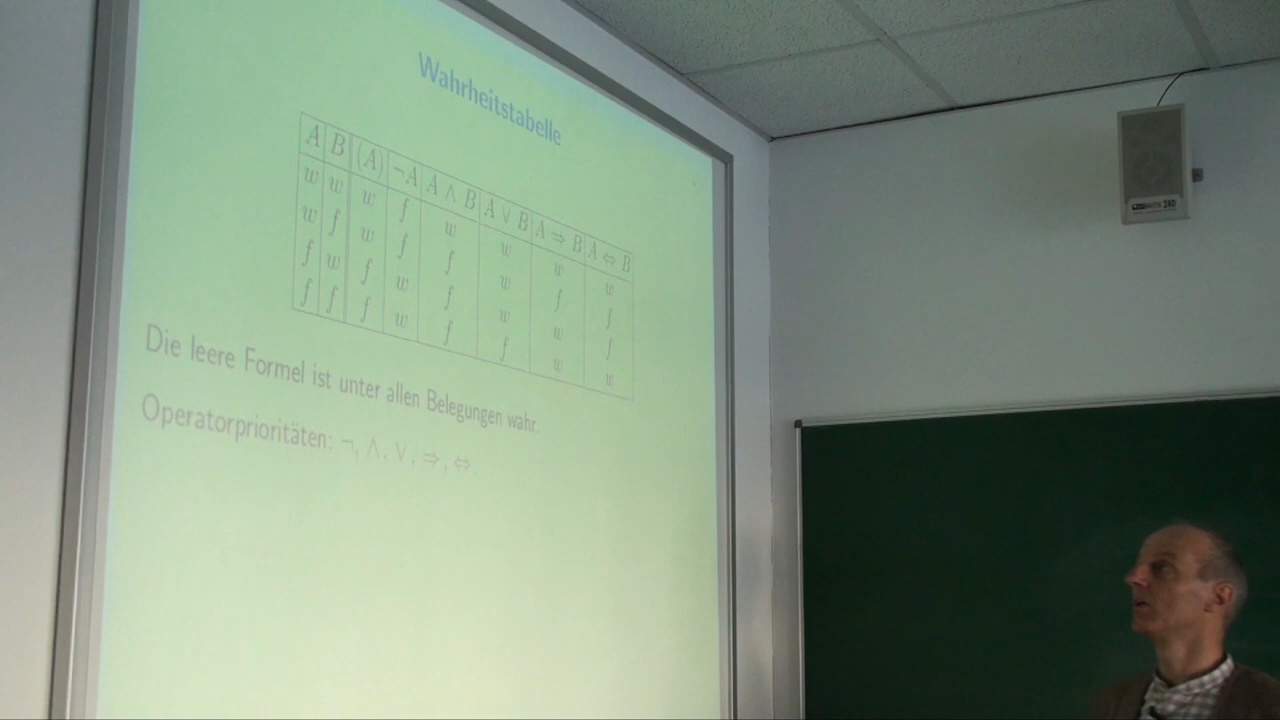 Wahrheitstabelle
A B (A) ¬A A ∧ B A ∨ B A ⇒ B A ⇔ B
w w w f w w w w
w f w f f w f f
f w f w f w w f
f f f w f f w w
Die leere Formel ist unter allen Belegungen wahr.
Operatorprioritäten: ¬, ∧, ∨, ⇒, ⇔.